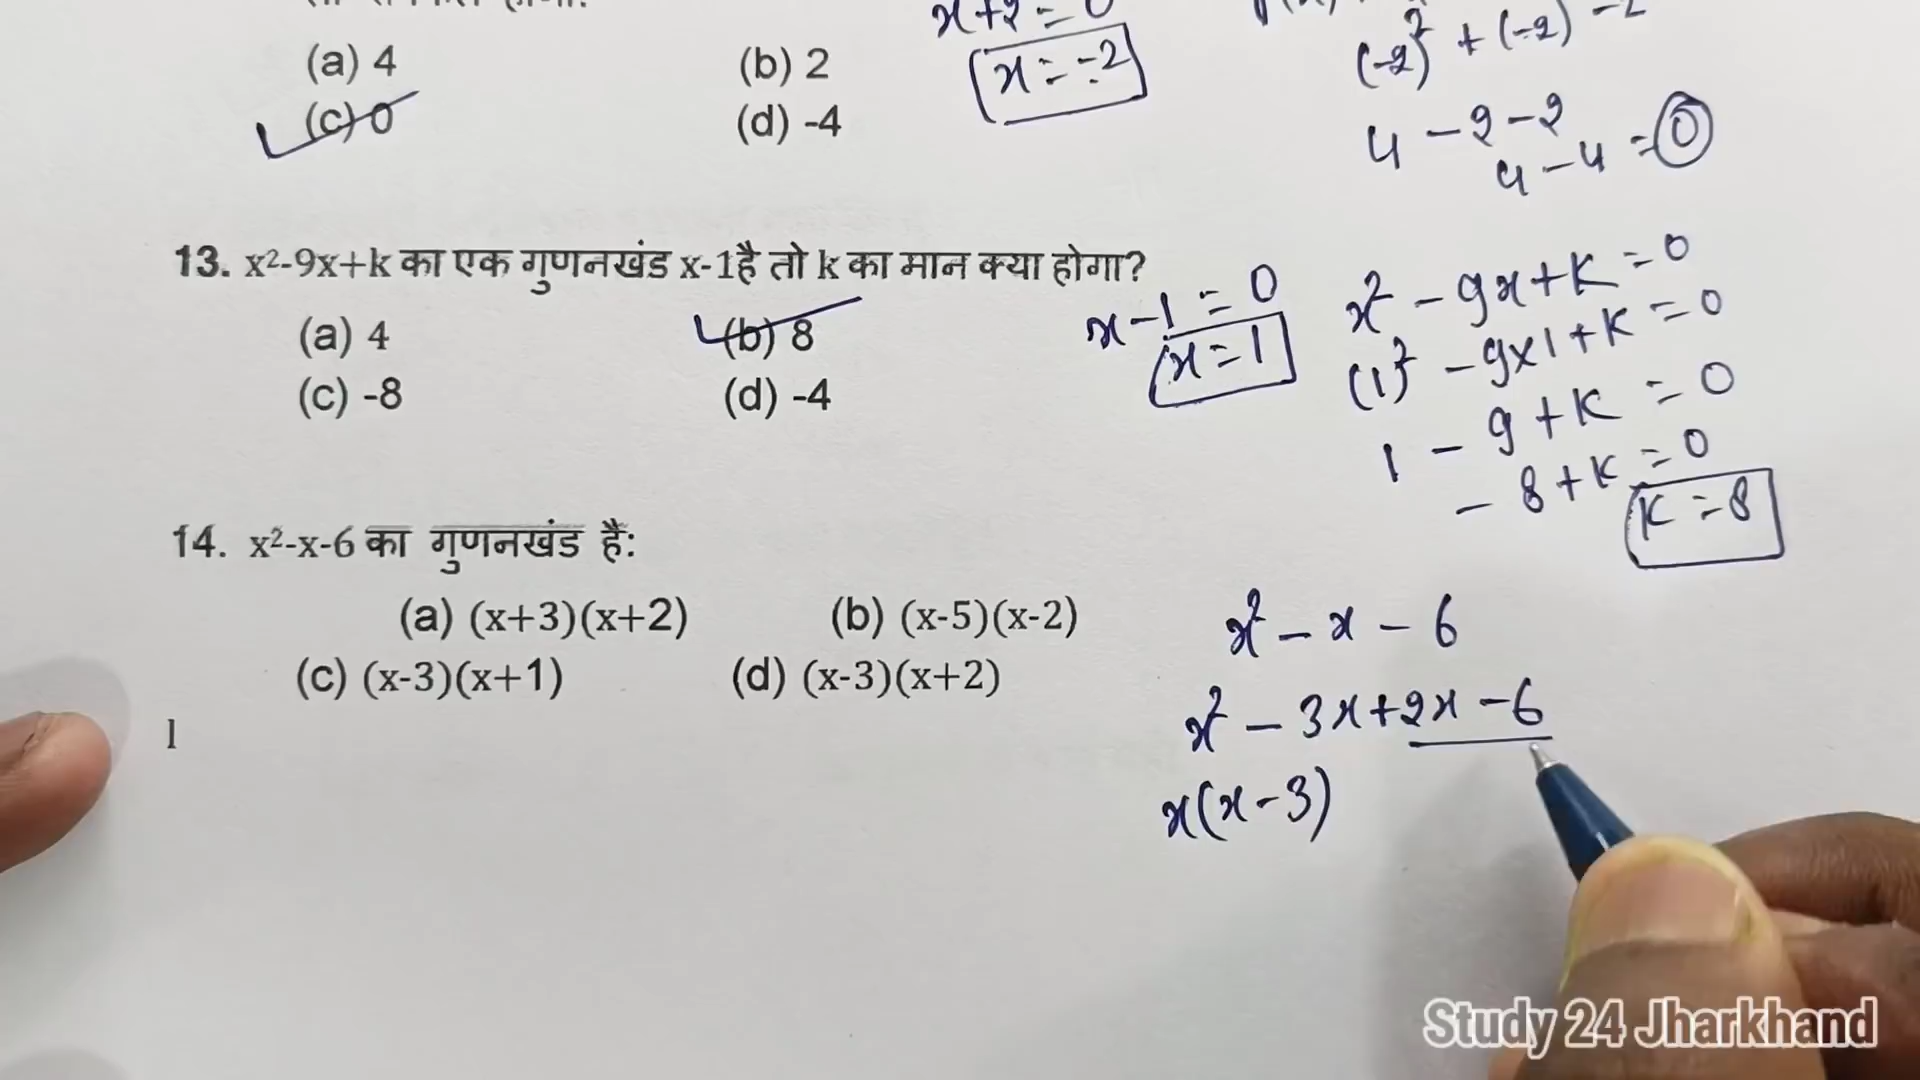 x+2=0
(-2)² + (-2) -2
(a) 4 (b) 2
x = -2
(c) 0 (d) -4
4 - 2 - 2
4 - 4 = 0
13. x²-9x+k का एक गुणनखंड x-1है तो k का मान क्या होगा?
(a) 4 (b) 8
(c) -8 (d) -4
x - 1 = 0
x = 1
x² - 9x + k = 0
(1)² - 9x1 + k = 0
1 - 9 + k = 0
- 8 + k = 0
k = 8
14. x²-x-6 का गुणनखंड है:
(a) (x+3)(x+2) (b) (x-5)(x-2)
(c) (x-3)(x+1) (d) (x-3)(x+2)
1
x² - x - 6
x² - 3x + 2x - 6
x(x - 3)
Study 24 Jharkhand